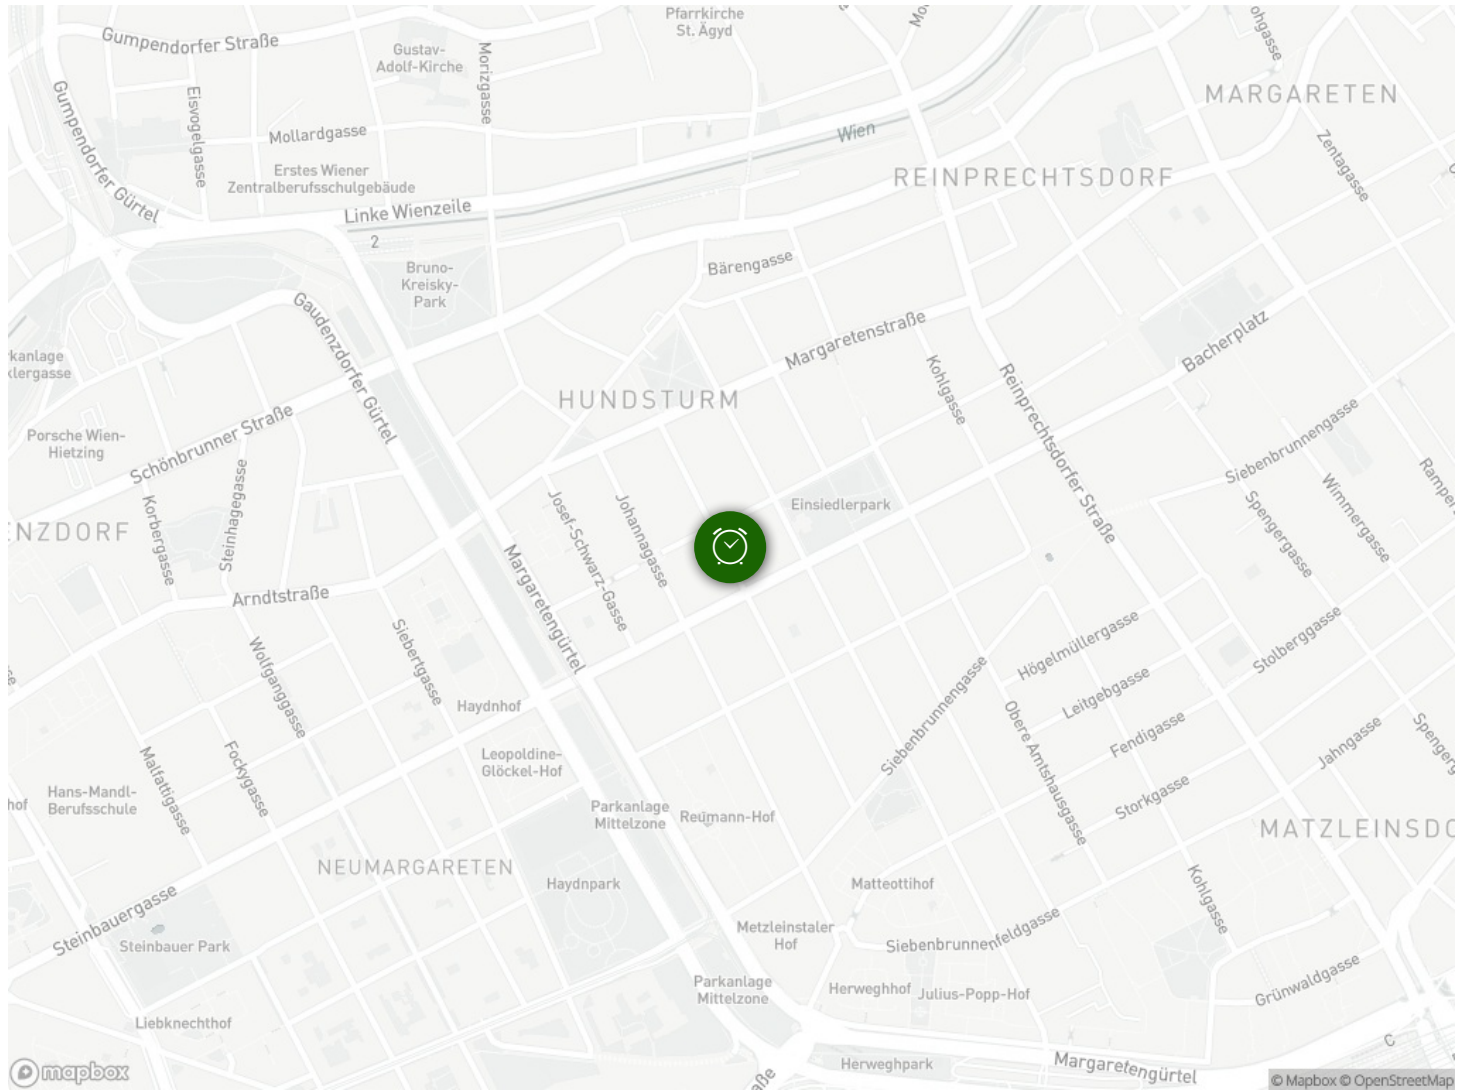 Pfarrkirche
St. Ägyd
Gumpendorfer Straße
Gustav-
Adolf-Kirche
Morizgasse
Eisvogelgasse
Gumpendorfer Gürtel
Mollardgasse
Wien
MARGARETEN
Zentagasse
REINPRECHTSDORF
Erstes Wiener
Zentralberufsschulgebäude
Linke Wienzeile
2
Bruno-
Kreisky-
Park
Bärengasse
Gaudenzdorfer Gürtel
Margaretenstraße
Bacherplatz
Kohlgasse
Reinprechtsdorfer Straße
HUNDSTURM
Schönbrunner Straße
Porsche Wien-
Hietzing
Korbergasse
Steinhagegasse
Josef-Schwarz-Gasse
Johannagasse
Einsiedlerpark
Siebenbrunnengasse
Spengergasse
Wimmergasse
Margaretengürtel
Arndtstraße
Siebertgasse
Wolfganggasse
Haydnhof
Leopoldine-
Glöckel-Hof
Siebenbrunnengasse
Högelmüllergasse
Leitgebgasse
Fendigasse
Storkgasse
Stolberggasse
Jahngasse
Obere Amtshausgasse
Malfattigasse
Fockygasse
Hans-Mandl-
Berufsschule
Parkanlage
Mittelzone
Reumann-Hof
MATZLEINSDO
NEUMARGARETEN
Haydnpark
Matteottihof
Kohlgasse
Steinbauergasse
Steinbauer Park
Metzleinstaler
Hof
Siebenbrunnenfeldgasse
Parkanlage
Mittelzone
Herweghhof
Julius-Popp-Hof
Grünwaldgasse
Liebknechthof
Herweghpark
Margaretengürtel
mapbox
© Mapbox © OpenStreetMap